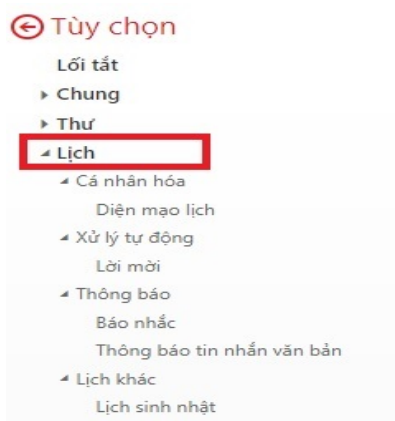 Tùy chọn
Lối tắt
Chung
Thư
Lịch
Cá nhân hóa
Diện mạo lịch
Xử lý tự động
Lời mời
Thông báo
Báo nhắc
Thông báo tin nhắn văn bản
Lịch khác
Lịch sinh nhật